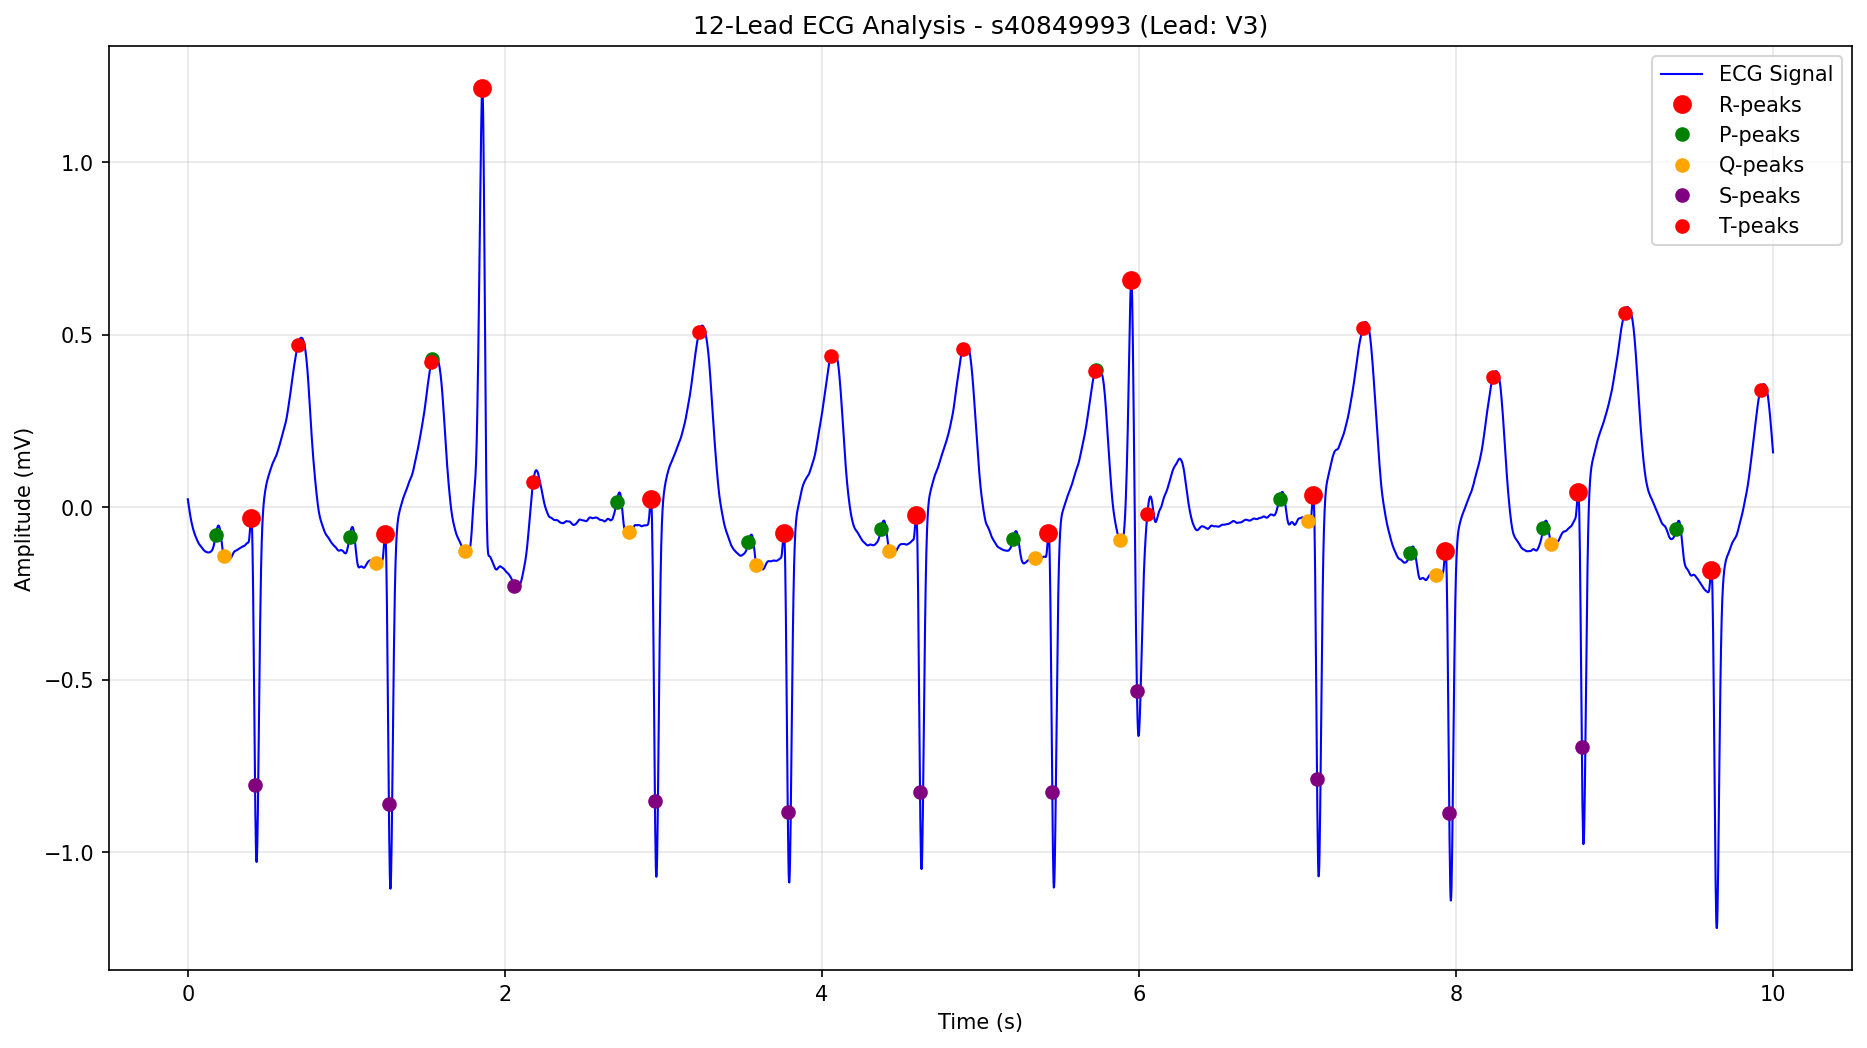 12-Lead ECG Analysis - s40849993 (Lead: V3)
ECG Signal
R-peaks
P-peaks
Q-peaks
S-peaks
T-peaks
Amplitude (mV)
1.0
0.5
0.0
−0.5
−1.0
0 2 4 6 8 10
Time (s)